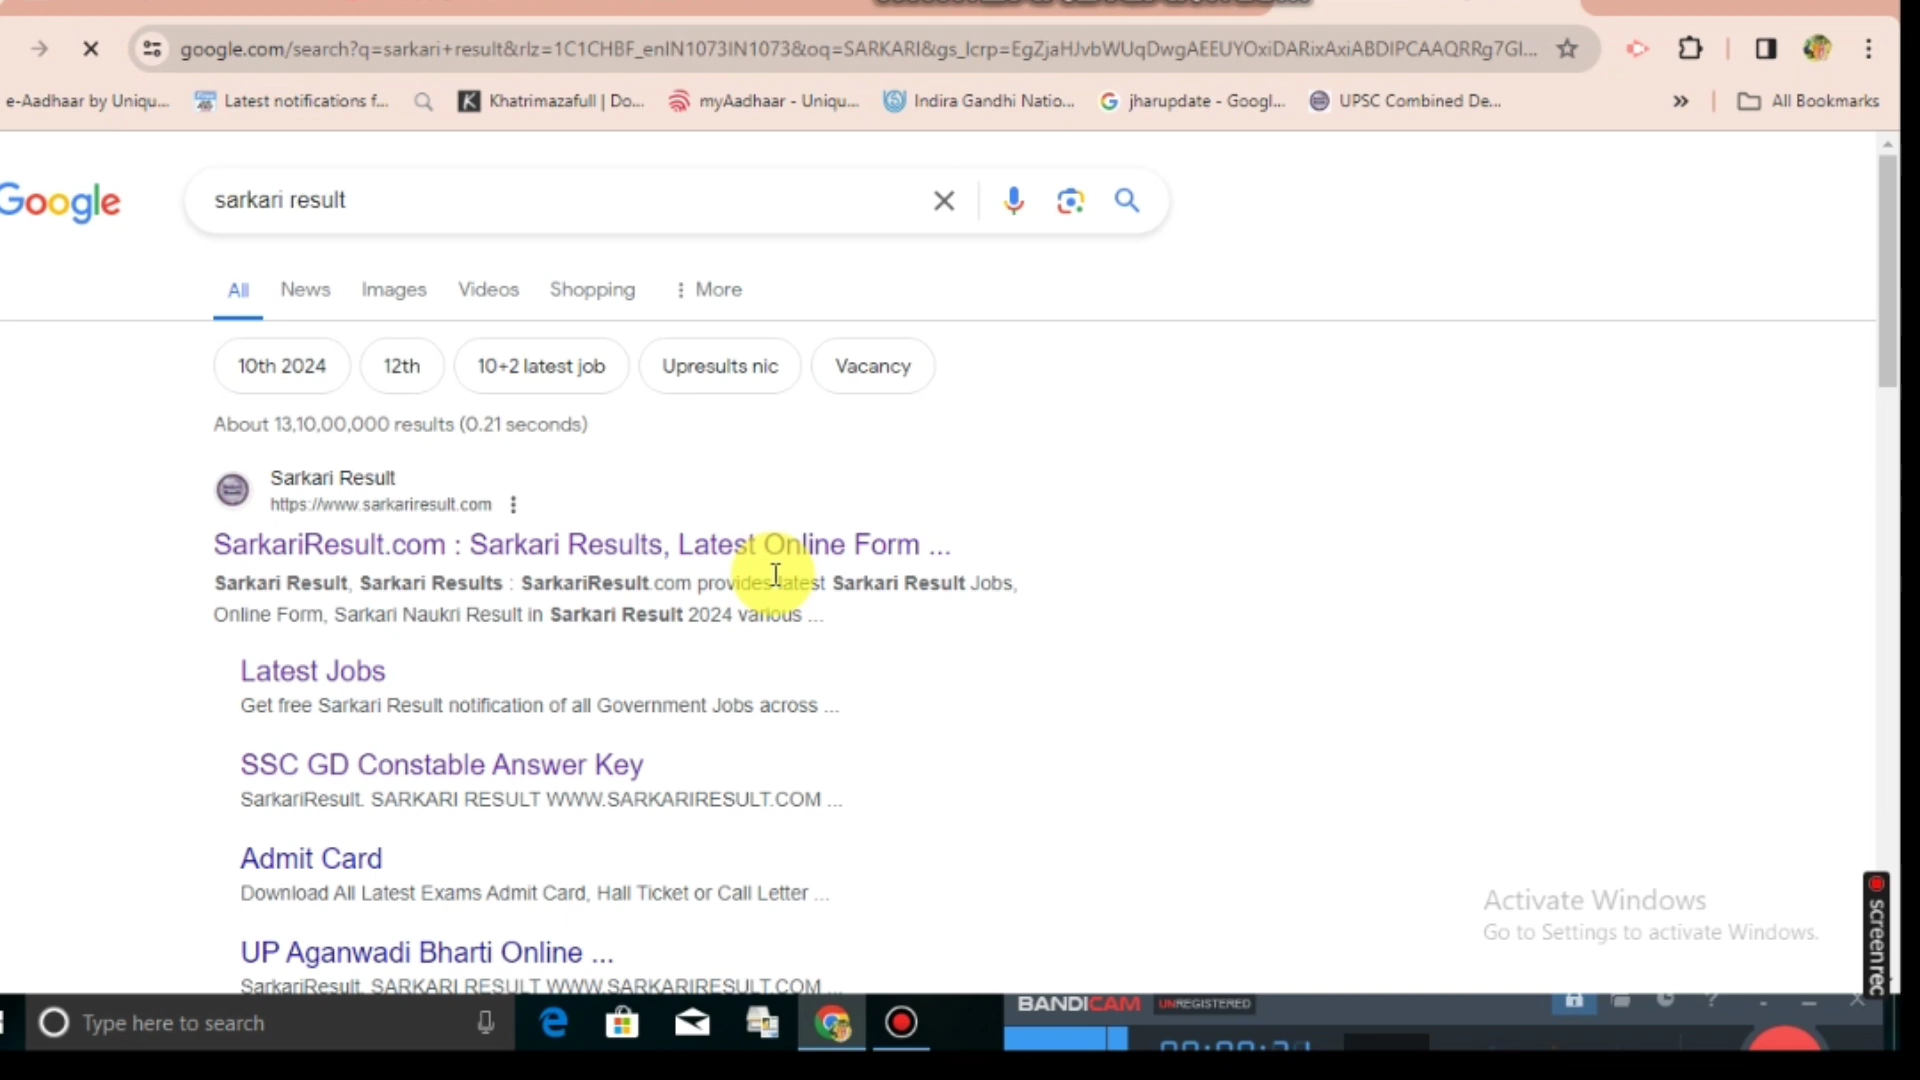 google.com/search?q=sarkari+result&rlz=1C1CHBF_enIN1073IN1073&oq=SARKARI&gs_lcrp=EgZjaHJvbWUqDwgAEEUYOxiDARixAxiABDIPCAAQRRg7GI...
e-Aadhaar by Uniqu... Latest notifications f... Khatrimazafull | Do... myAadhaar - Uniqu... Indira Gandhi Natio... jharupdate - Googl... UPSC Combined De... » All Bookmarks
Google
sarkari result
All News Images Videos Shopping More
10th 2024 12th 10+2 latest job Upresults nic Vacancy
About 13,10,00,000 results (0.21 seconds)
Sarkari Result
https://www.sarkariresult.com
SarkariResult.com : Sarkari Results, Latest Online Form ...
Sarkari Result, Sarkari Results : SarkariResult.com provides latest Sarkari Result Jobs,
Online Form, Sarkari Naukri Result in Sarkari Result 2024 various ...
Latest Jobs
Get free Sarkari Result notification of all Government Jobs across ...
SSC GD Constable Answer Key
SarkariResult. SARKARI RESULT WWW.SARKARIRESULT.COM ...
Admit Card
Download All Latest Exams Admit Card, Hall Ticket or Call Letter ...
UP Aganwadi Bharti Online ...
SarkariResult. SARKARI RESULT WWW.SARKARIRESULT.COM ...
Activate Windows
Go to Settings to activate Windows.
screenrec
BANDICAM UNREGISTERED
Type here to search